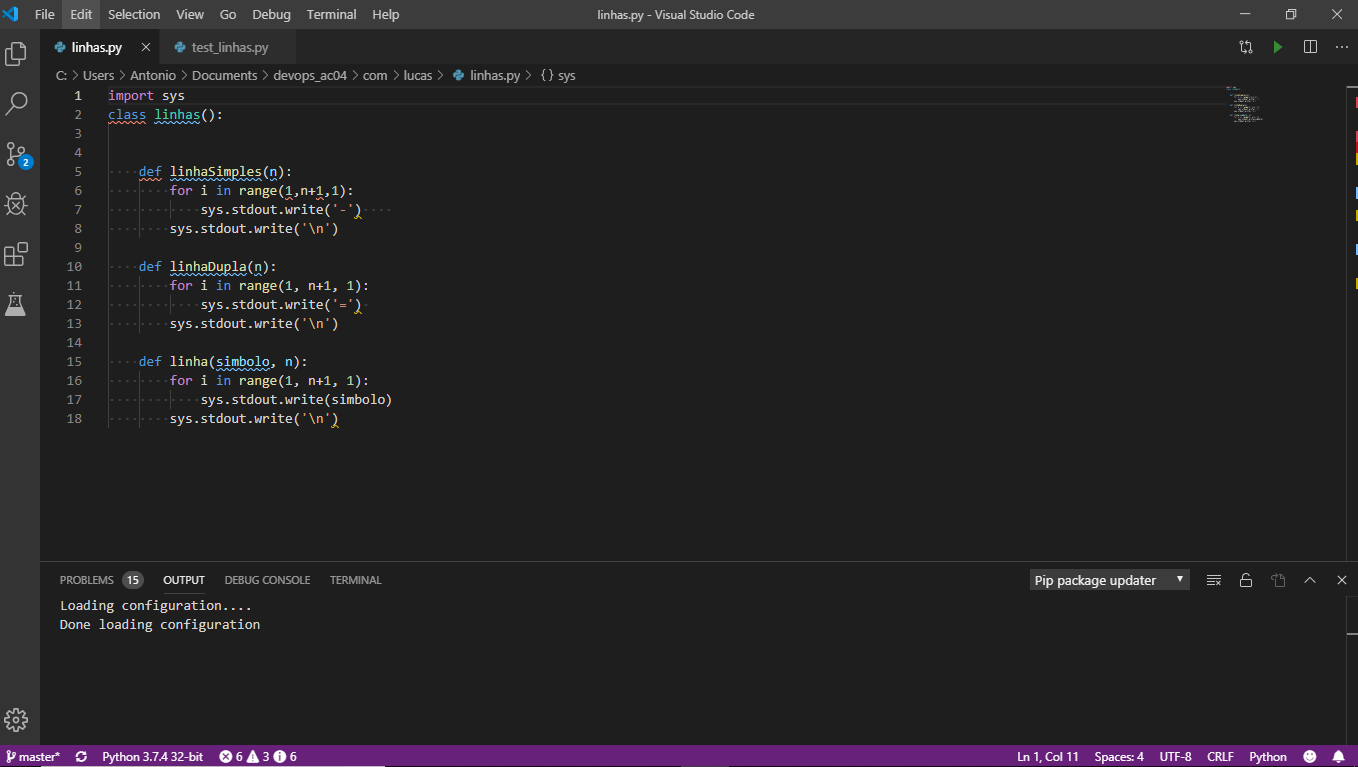 File Edit Selection View Go Debug Terminal Help linhas.py - Visual Studio Code
linhas.py test_linhas.py
C: > Users > Antonio > Documents > devops_ac04 > com > lucas > linhas.py > {} sys
1 import sys
2 class linhas():
3
4
5 def linhaSimples(n):
6 for i in range(1,n+1,1):
7 sys.stdout.write('-')
8 sys.stdout.write('\n')
9
10 def linhaDupla(n):
11 for i in range(1, n+1, 1):
12 sys.stdout.write('=')
13 sys.stdout.write('\n')
14
15 def linha(simbolo, n):
16 for i in range(1, n+1, 1):
17 sys.stdout.write(simbolo)
18 sys.stdout.write('\n')
2
PROBLEMS 15 OUTPUT DEBUG CONSOLE TERMINAL Pip package updater
Loading configuration....
Done loading configuration
master* Python 3.7.4 32-bit 6 3 6 Ln 1, Col 11 Spaces: 4 UTF-8 CRLF Python